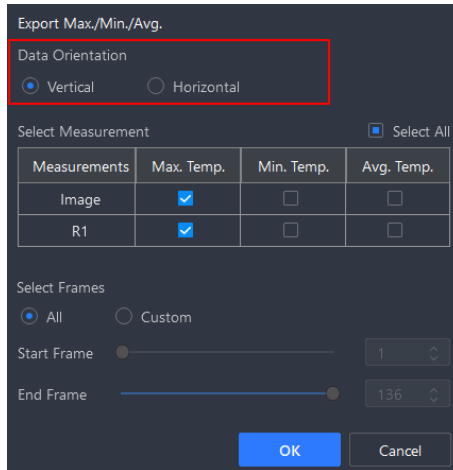 Export Max./Min./Avg.
Data Orientation
Vertical Horizontal
Select Measurement Select All
Measurements Max. Temp. Min. Temp. Avg. Temp.
Image
R1
Select Frames
All Custom
Start Frame 1
End Frame 136
OK Cancel